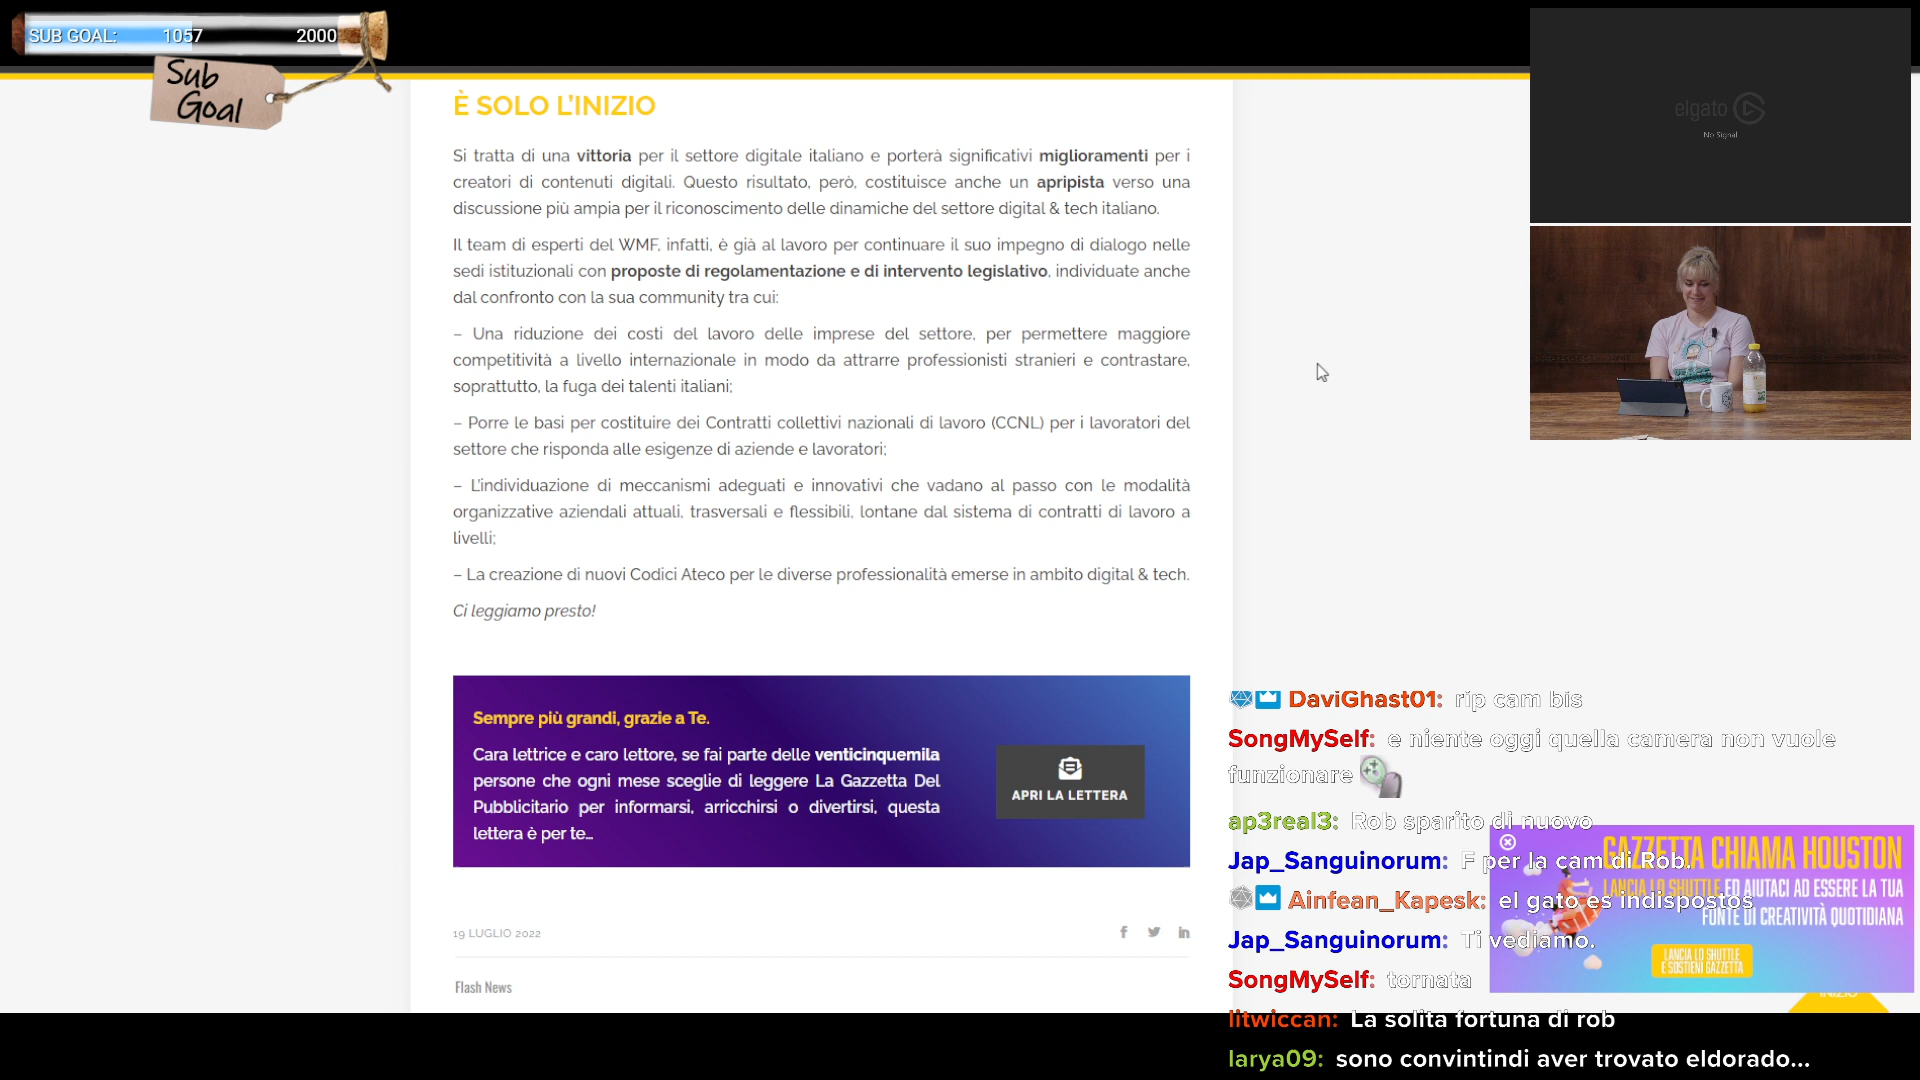 SUB GOAL: 1057 2000
Sub
Goal
elgato
No Signal
È SOLO L'INIZIO
Si tratta di una vittoria per il settore digitale italiano e porterà significativi miglioramenti per i
creatori di contenuti digitali. Questo risultato, però, costituisce anche un apripista verso una
discussione più ampia per il riconoscimento delle dinamiche del settore digital & tech italiano.
Il team di esperti del WMF, infatti, è già al lavoro per continuare il suo impegno di dialogo nelle
sedi istituzionali con proposte di regolamentazione e di intervento legislativo, individuate anche
dal confronto con la sua community tra cui:
– Una riduzione dei costi del lavoro delle imprese del settore, per permettere maggiore
competitività a livello internazionale in modo da attrarre professionisti stranieri e contrastare,
soprattutto, la fuga dei talenti italiani;
– Porre le basi per costituire dei Contratti collettivi nazionali di lavoro (CCNL) per i lavoratori del
settore che risponda alle esigenze di aziende e lavoratori;
– L'individuazione di meccanismi adeguati e innovativi che vadano al passo con le modalità
organizzative aziendali attuali, trasversali e flessibili, lontane dal sistema di contratti di lavoro a
livelli;
– La creazione di nuovi Codici Ateco per le diverse professionalità emerse in ambito digital & tech.
Ci leggiamo presto!
Sempre più grandi, grazie a Te.
Cara lettrice e caro lettore, se fai parte delle venticinquemila
persone che ogni mese sceglie di leggere La Gazzetta Del
Pubblicitario per informarsi, arricchirsi o divertirsi, questa
lettera è per te...
APRI LA LETTERA
19 LUGLIO 2022
Flash News
DaviGhast01: rip cam bis
SongMySelf: e niente oggi quella camera non vuole
funzionare
ap3real3: Rob sparito di nuovo
Jap_Sanguinorum: F per la cam di Rob.
Ainfean_Kapesk: el gato es indispostos
Jap_Sanguinorum: Ti vediamo.
SongMySelf: tornata
litwiccan: La solita fortuna di rob
larya09: sono convintindi aver trovato eldorado...
GAZZETTA CHIAMA HOUSTON
LANCIA LO SHUTTLE ED AIUTACI AD ESSERE LA TUA
FONTE DI CREATIVITÀ QUOTIDIANA
LANCIA LO SHUTTLE
E SOSTIENI GAZZETTA
INIZIO